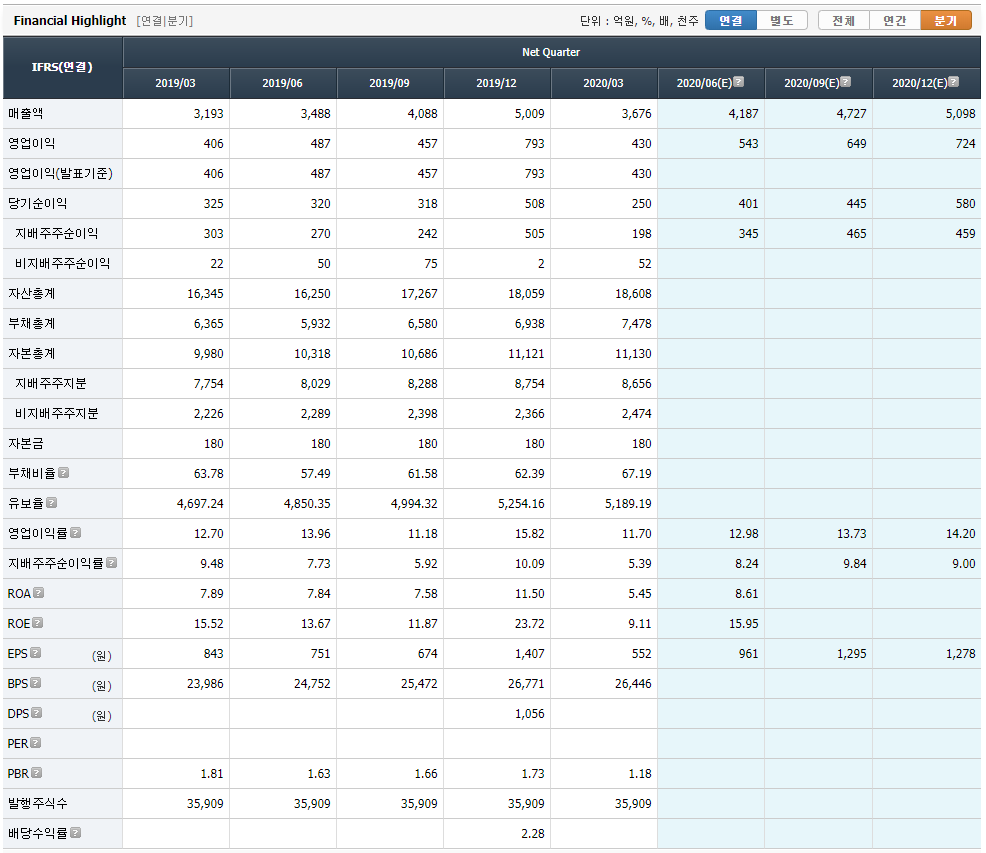 Financial Highlight [연결|분기] 단위 : 억원, %, 배, 천주 연결 별도 전체 연간 분기
IFRS(연결) Net Quarter
2019/03 2019/06 2019/09 2019/12 2020/03 2020/06(E) 2020/09(E) 2020/12(E)
매출액 3,193 3,488 4,088 5,009 3,676 4,187 4,727 5,098
영업이익 406 487 457 793 430 543 649 724
영업이익(발표기준) 406 487 457 793 430
당기순이익 325 320 318 508 250 401 445 580
지배주주순이익 303 270 242 505 198 345 465 459
비지배주주순이익 22 50 75 2 52
자산총계 16,345 16,250 17,267 18,059 18,608
부채총계 6,365 5,932 6,580 6,938 7,478
자본총계 9,980 10,318 10,686 11,121 11,130
지배주주지분 7,754 8,029 8,288 8,754 8,656
비지배주주지분 2,226 2,289 2,398 2,366 2,474
자본금 180 180 180 180 180
부채비율 63.78 57.49 61.58 62.39 67.19
유보율 4,697.24 4,850.35 4,994.32 5,254.16 5,189.19
영업이익률 12.70 13.96 11.18 15.82 11.70 12.98 13.73 14.20
지배주주순이익률 9.48 7.73 5.92 10.09 5.39 8.24 9.84 9.00
ROA 7.89 7.84 7.58 11.50 5.45 8.61
ROE 15.52 13.67 11.87 23.72 9.11 15.95
EPS (원) 843 751 674 1,407 552 961 1,295 1,278
BPS (원) 23,986 24,752 25,472 26,771 26,446
DPS (원) 1,056
PER
PBR 1.81 1.63 1.66 1.73 1.18
발행주식수 35,909 35,909 35,909 35,909 35,909
배당수익률 2.28